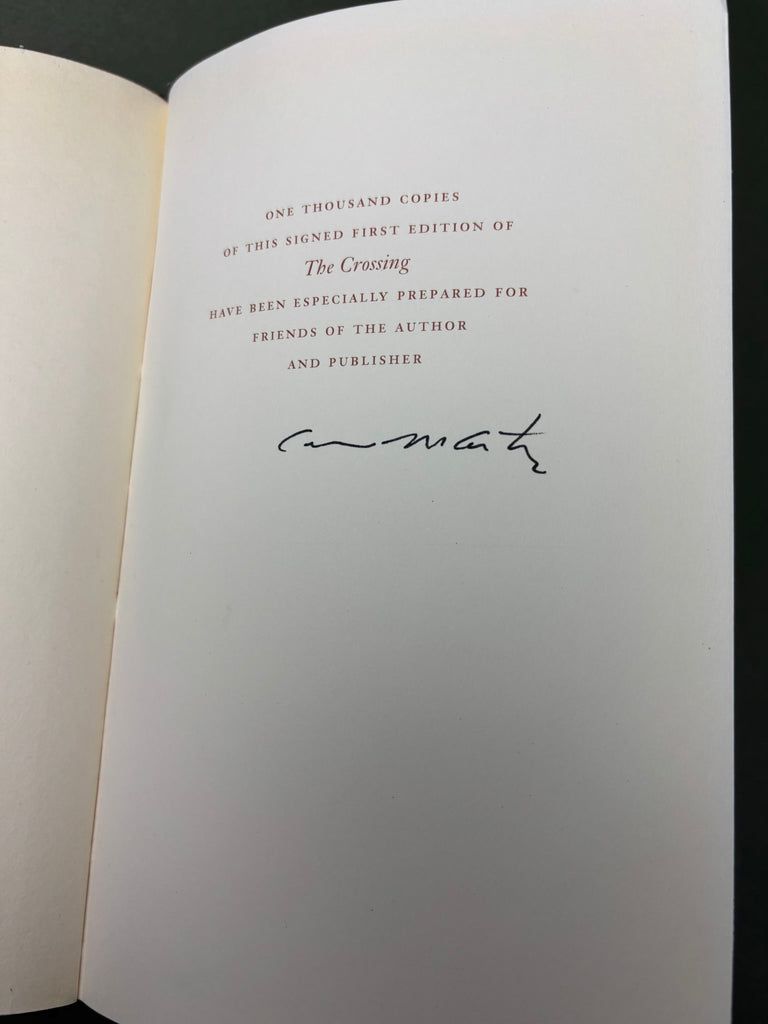 ONE THOUSAND COPIES
OF THIS SIGNED FIRST EDITION OF
The Crossing
HAVE BEEN ESPECIALLY PREPARED FOR
FRIENDS OF THE AUTHOR
AND PUBLISHER